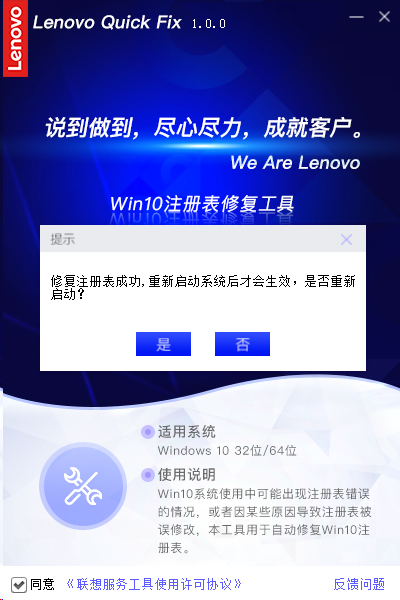 Lenovo
Lenovo Quick Fix 1.0.0
说到做到，尽心尽力，成就客户。
We Are Lenovo
Win10注册表修复工具
提示
修复注册表成功,重新启动系统后才会生效，是否重新
启动?
是 否
适用系统
Windows 10 32位/64位
使用说明
Win10系统使用中可能出现注册表错误
的情况，或者因某些原因导致注册表被
误修改，本工具用于自动修复Win10注
册表。
同意 《联想服务工具使用许可协议》 反馈问题